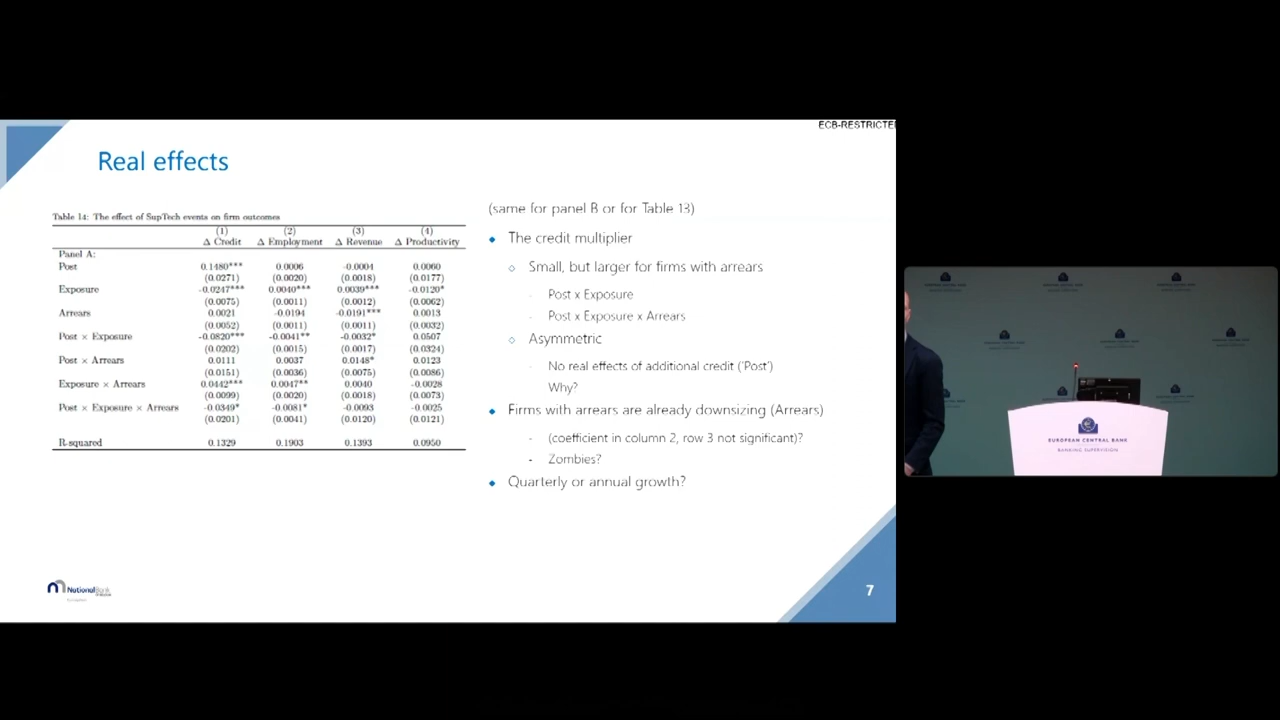 ECB-RESTRICTE
Real effects
Table 14: The effect of SupTech events on firm outcomes
(1) (2) (3) (4)
Δ Credit Δ Employment Δ Revenue Δ Productivity
Panel A:
Post 0.1480*** 0.0006 -0.0004 0.0060
(0.0271) (0.0020) (0.0018) (0.0177)
Exposure -0.0247*** 0.0040*** 0.0039*** -0.0120*
(0.0075) (0.0011) (0.0012) (0.0062)
Arrears 0.0021 -0.0194 -0.0191*** 0.0013
(0.0052) (0.0011) (0.0011) (0.0032)
Post × Exposure -0.0820*** -0.0041** -0.0032* 0.0507
(0.0202) (0.0015) (0.0017) (0.0324)
Post × Arrears 0.0111 0.0037 0.0148* 0.0123
(0.0151) (0.0036) (0.0075) (0.0086)
Exposure × Arrears 0.0442*** 0.0047** 0.0040 -0.0028
(0.0099) (0.0020) (0.0018) (0.0073)
Post × Exposure × Arrears -0.0349* -0.0081* -0.0093 -0.0025
(0.0201) (0.0041) (0.0120) (0.0121)
R-squared 0.1329 0.1903 0.1393 0.0950
(same for panel B or for Table 13)
• The credit multiplier
○ Small, but larger for firms with arrears
- Post x Exposure
- Post x Exposure x Arrears
○ Asymmetric
- No real effects of additional credit ('Post')
Why?
• Firms with arrears are already downsizing (Arrears)
- (coefficient in column 2, row 3 not significant)?
- Zombies?
• Quarterly or annual growth?
NationalBank
7
EUROPEAN CENTRAL BANK
BANKING SUPERVISION